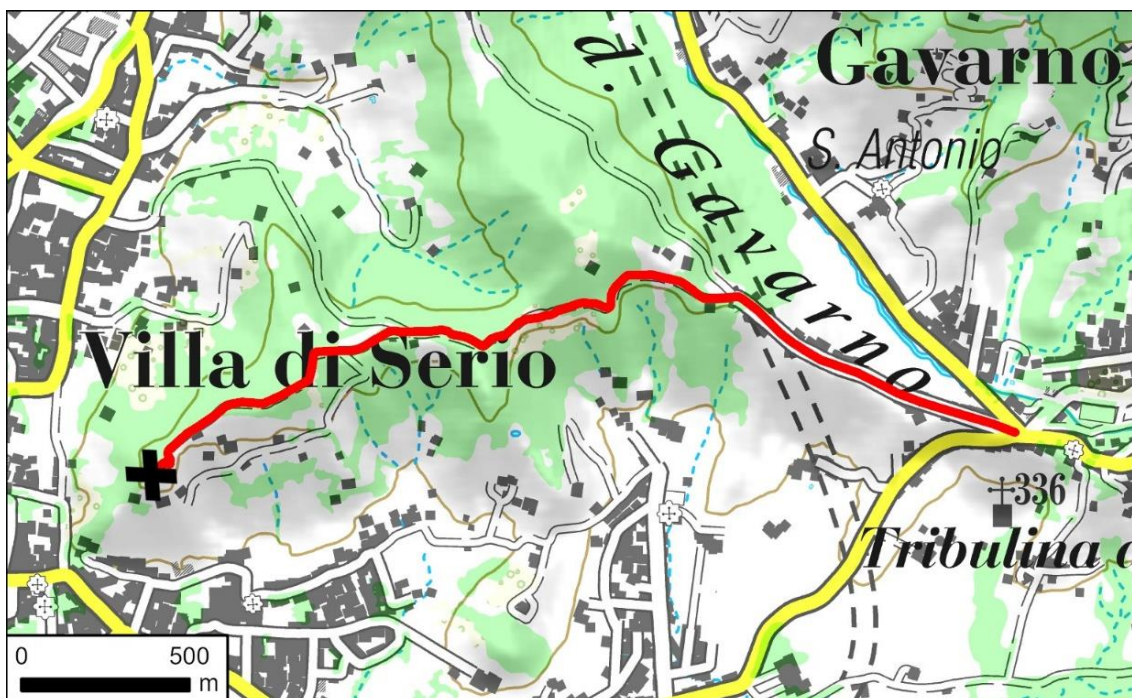 Gavarno
d. Gavarno
S. Antonio
Villa di Serio
336
Tribulina d
0 500
m